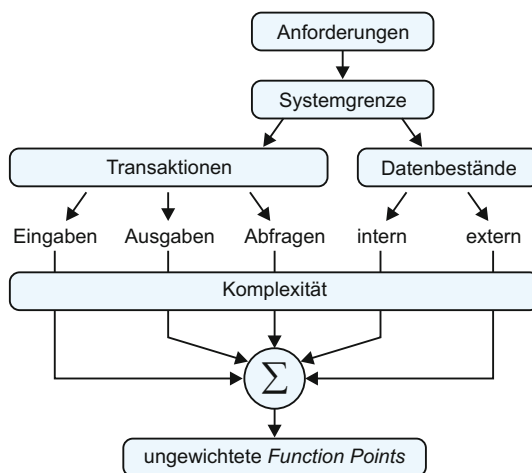 Anforderungen
Systemgrenze
Transaktionen Datenbestände
Eingaben Ausgaben Abfragen intern extern
Komplexität
Σ
ungewichtete Function Points